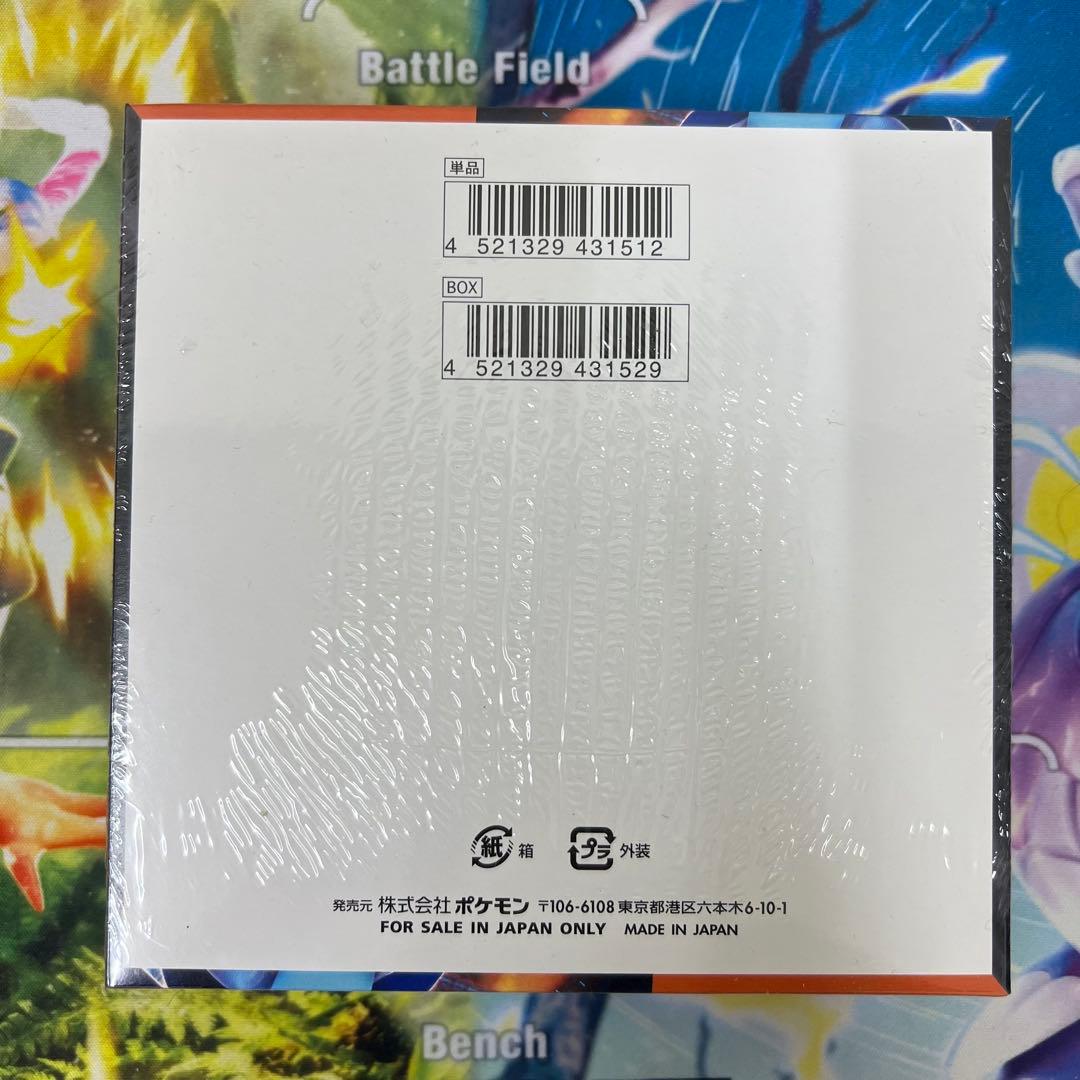 Battle Field
単品
4 521329 431512
BOX
4 521329 431529
紙 箱 プラ 外装
発売元 株式会社 ポケモン 〒106-6108 東京都港区六本木6-10-1
FOR SALE IN JAPAN ONLY MADE IN JAPAN
Bench